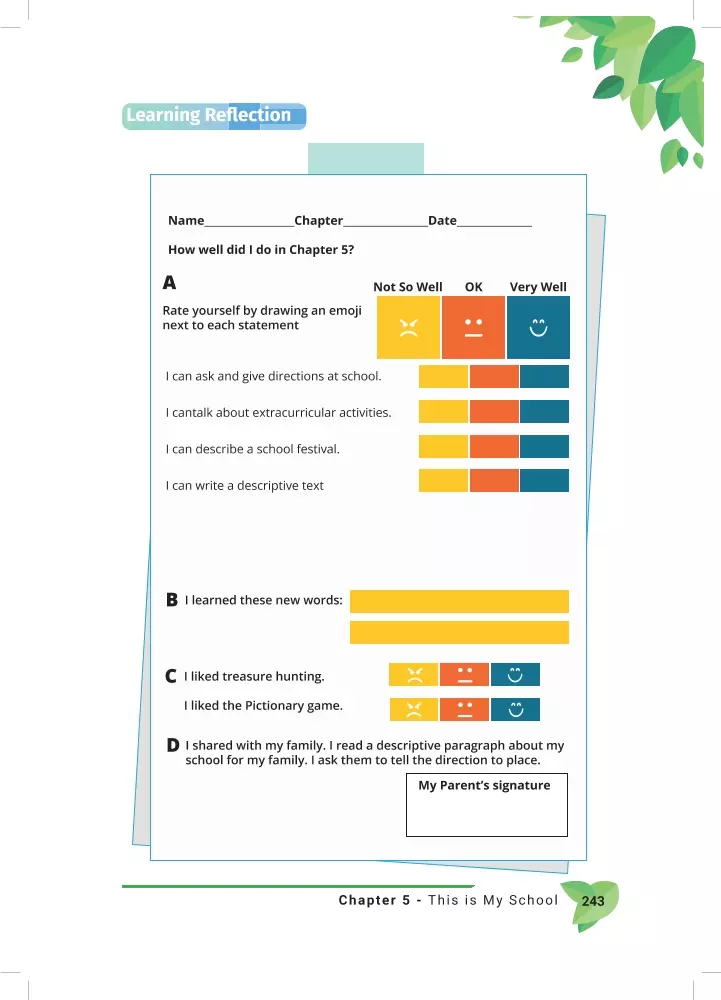 Learning Reflection
Name______________Chapter______________Date____________
How well did I do in Chapter 5?
A
Not So Well OK Very Well
Rate yourself by drawing an emoji
next to each statement
I can ask and give directions at school.
I cantalk about extracurricular activities.
I can describe a school festival.
I can write a descriptive text
B I learned these new words:
C I liked treasure hunting.
I liked the Pictionary game.
D I shared with my family. I read a descriptive paragraph about my
school for my family. I ask them to tell the direction to place.
My Parent’s signature
Chapter 5 - This is My School 243